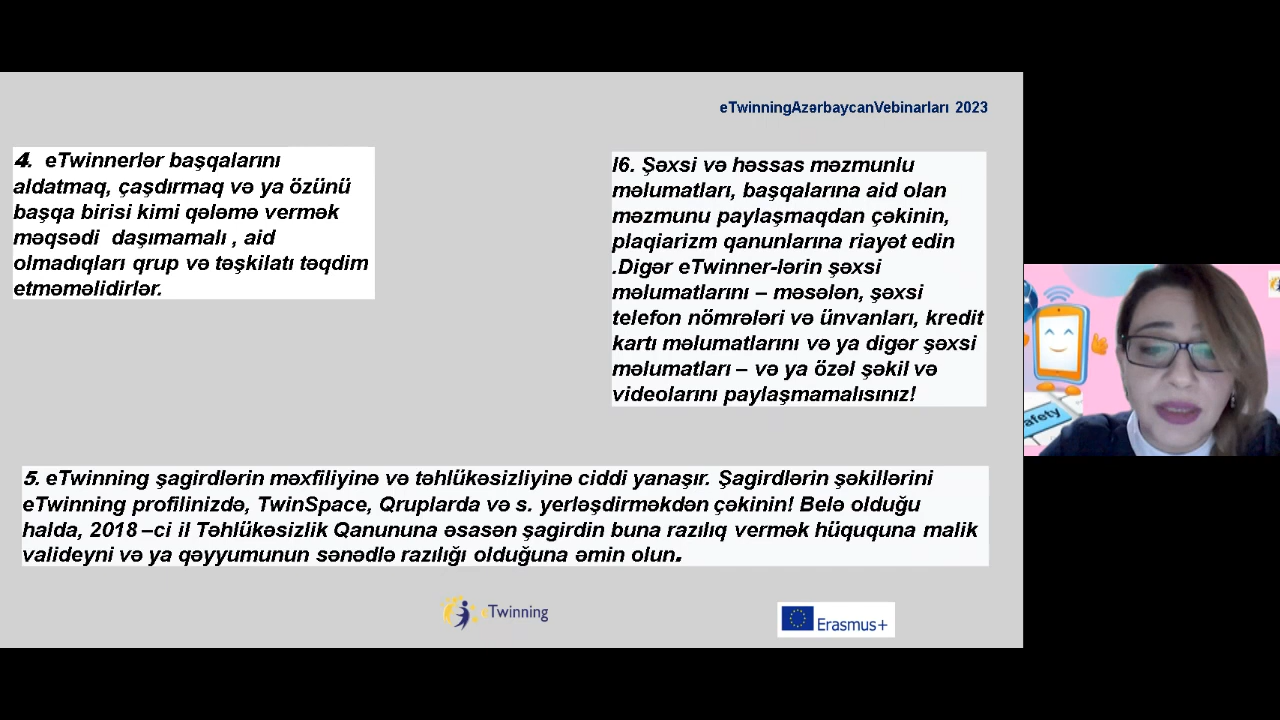 eTwinningAzərbaycanVebinarları 2023
4. eTwinnerlər başqalarını
aldatmaq, çaşdırmaq və ya özünü
başqa birisi kimi qələmə vermək
məqsədi daşımamalı , aid
olmadıqları qrup və təşkilatı təqdim
etməməlidirlər.
I6. Şəxsi və həssas məzmunlu
məlumatları, başqalarına aid olan
məzmunu paylaşmaqdan çəkinin,
plaqiarizm qanunlarına riayət edin
.Digər eTwinner-lərin şəxsi
məlumatlarını – məsələn, şəxsi
telefon nömrələri və ünvanları, kredit
kartı məlumatlarını və ya digər şəxsi
məlumatları – və ya özəl şəkil və
videolarını paylaşmamalısınız!
5. eTwinning şagirdlərin məxfiliyinə və təhlükəsizliyinə ciddi yanaşır. Şagirdlərin şəkillərini
eTwinning profilinizdə, TwinSpace, Qruplarda və s. yerləşdirməkdən çəkinin! Belə olduğu
halda, 2018 –ci il Təhlükəsizlik Qanununa əsasən şagirdin buna razılıq vermək hüququna malik
valideyni və ya qəyyumunun sənədlə razılığı olduğuna əmin olun.
eTwinning
Erasmus+
afety